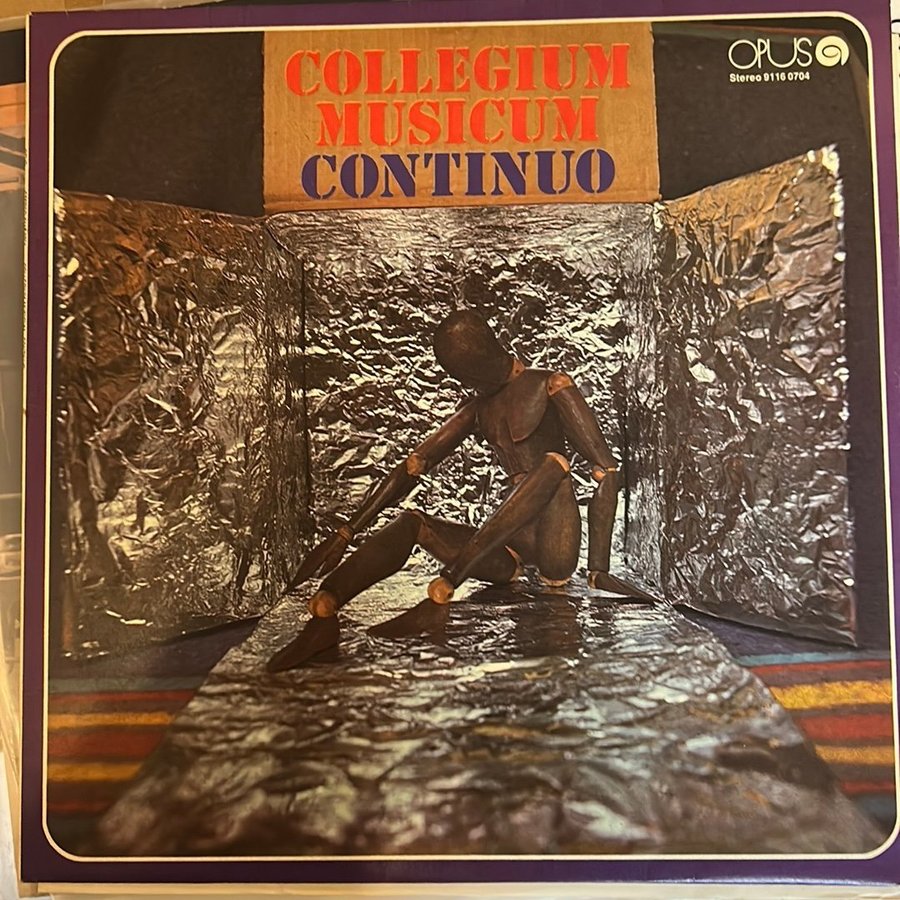 COLLEGIUM
MUSICUM
CONTINUO
OPUS
Stereo 9116 0704